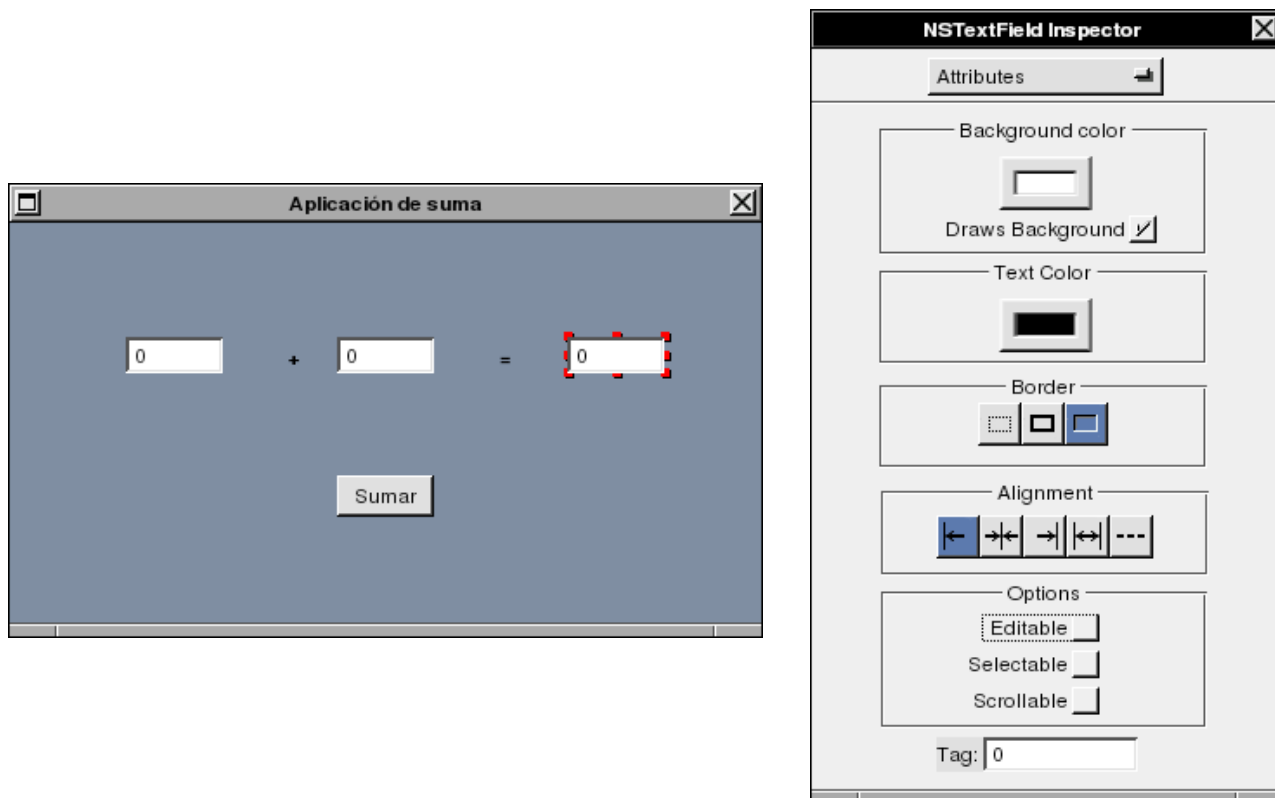 Aplicación de suma
0 + 0 = 0
Sumar
NSTextField Inspector
Attributes
Background color
Draws Background
Text Color
Border
Alignment
Options
Editable
Selectable
Scrollable
Tag: 0